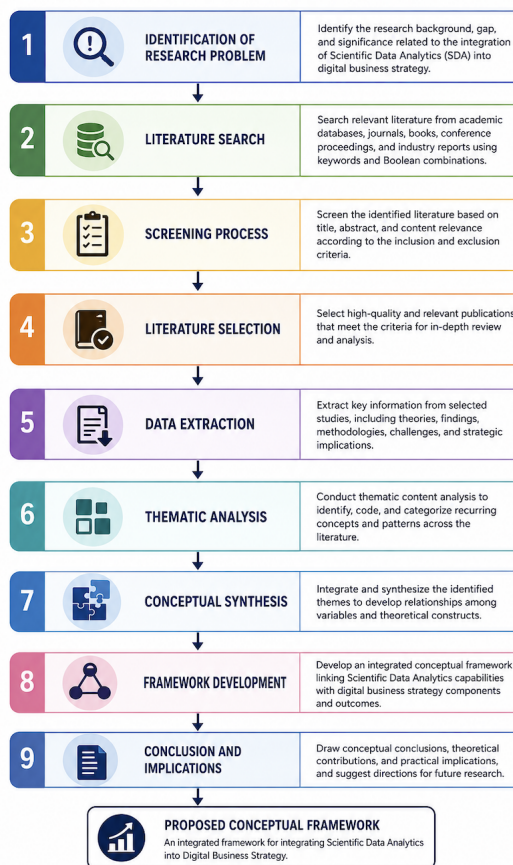 1
IDENTIFICATION OF
RESEARCH PROBLEM
Identify the research background, gap,
and significance related to the integration
of Scientific Data Analytics (SDA) into
digital business strategy.
2
LITERATURE SEARCH
Search relevant literature from academic
databases, journals, books, conference
proceedings, and industry reports using
keywords and Boolean combinations.
3
SCREENING PROCESS
Screen the identified literature based on
title, abstract, and content relevance
according to the inclusion and exclusion
criteria.
4
LITERATURE SELECTION
Select high-quality and relevant publications
that meet the criteria for in-depth review
and analysis.
5
DATA EXTRACTION
Extract key information from selected
studies, including theories, findings,
methodologies, challenges, and strategic
implications.
6
THEMATIC ANALYSIS
Conduct thematic content analysis to
identify, code, and categorize recurring
concepts and patterns across the
literature.
7
CONCEPTUAL SYNTHESIS
Integrate and synthesize the identified
themes to develop relationships among
variables and theoretical constructs.
8
FRAMEWORK DEVELOPMENT
Develop an integrated conceptual framework
linking Scientific Data Analytics capabilities
with digital business strategy components
and outcomes.
9
CONCLUSION AND
IMPLICATIONS
Draw conceptual conclusions, theoretical
contributions, and practical implications,
and suggest directions for future research.
PROPOSED CONCEPTUAL FRAMEWORK
An integrated framework for integrating Scientific Data Analytics
into Digital Business Strategy.